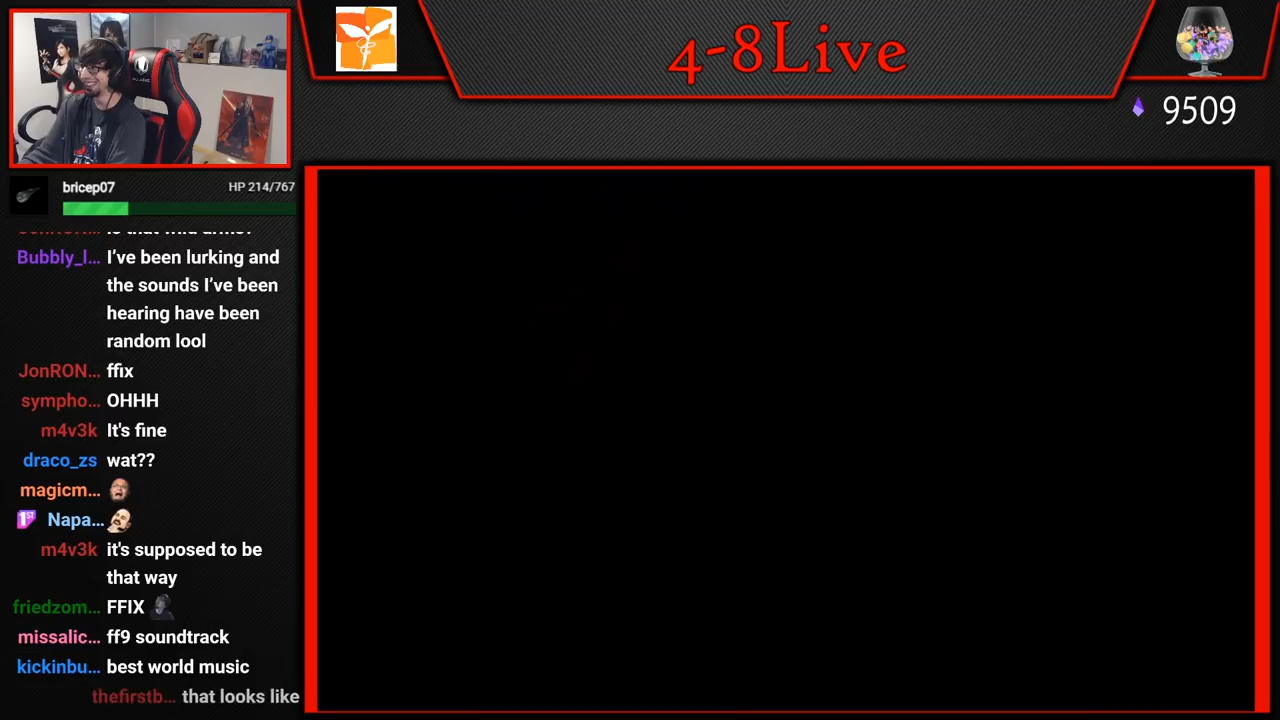 4-8Live
9509
bricep07 HP 214/767
Bubbly_l... I've been lurking and
the sounds I've been
hearing have been
random lool
JonRON... ffix
sympho... OHHH
m4v3k It's fine
draco_zs wat??
magicm...
Napa...
m4v3k it's supposed to be
that way
friedzom... FFIX
missalic... ff9 soundtrack
kickinbu... best world music
thefirstb... that looks like